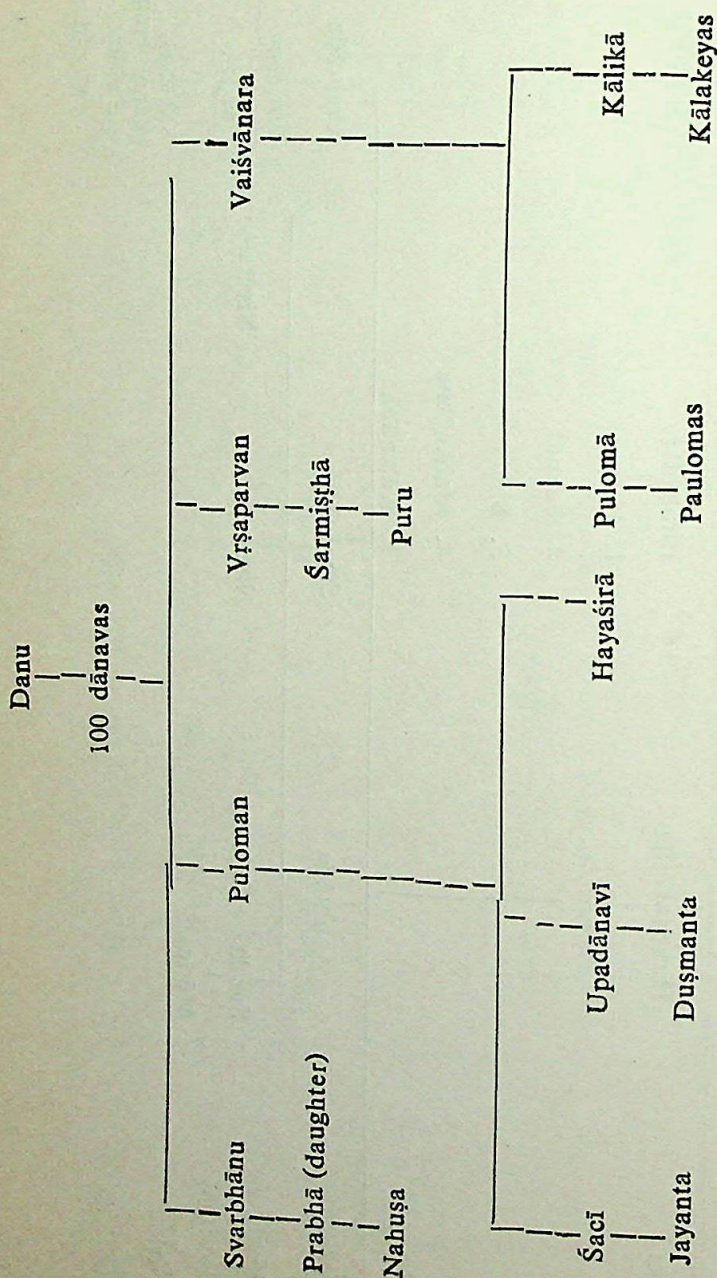 Danu
100 dānavas
Svarbhānu Puloman Vṛṣaparvan Vaiśvānara
Prabhā (daughter) Śarmiṣṭhā
Nahuṣa Puru
Śacī Upadānavī Hayaśirā Pulomā Kālikā
Jayanta Duṣmanta Paulomas Kālakeyas